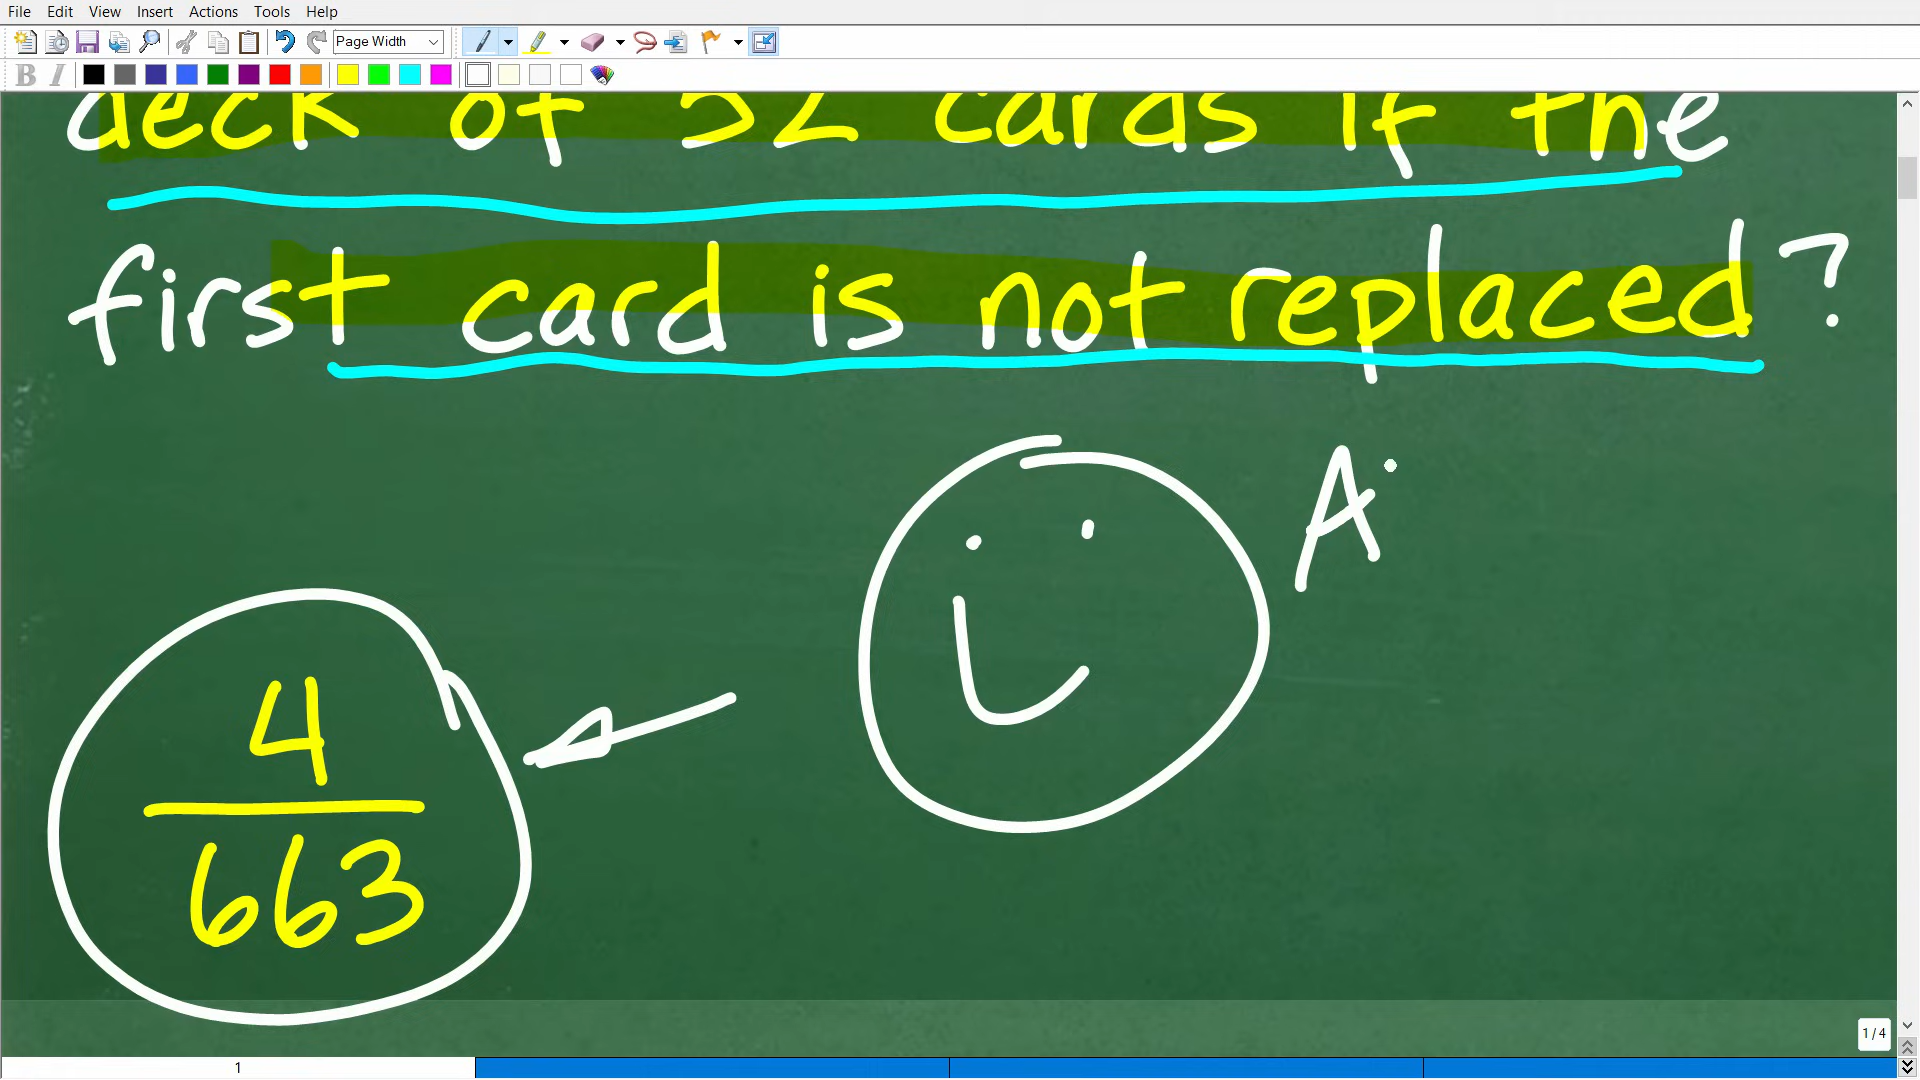 File Edit View Insert Actions Tools Help
Page Width
B I
deck of 52 cards if the
first card is not replaced?
A
4
663
1 / 4
1